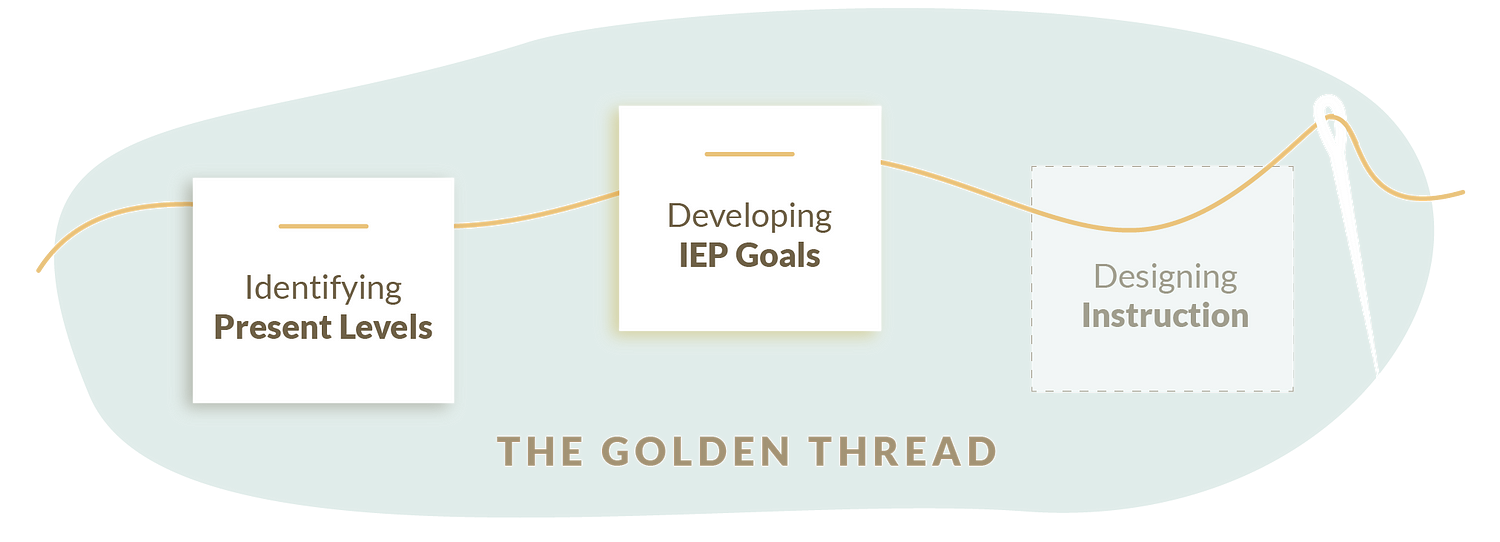 Identifying
Present Levels
Developing
IEP Goals
Designing
Instruction
THE GOLDEN THREAD